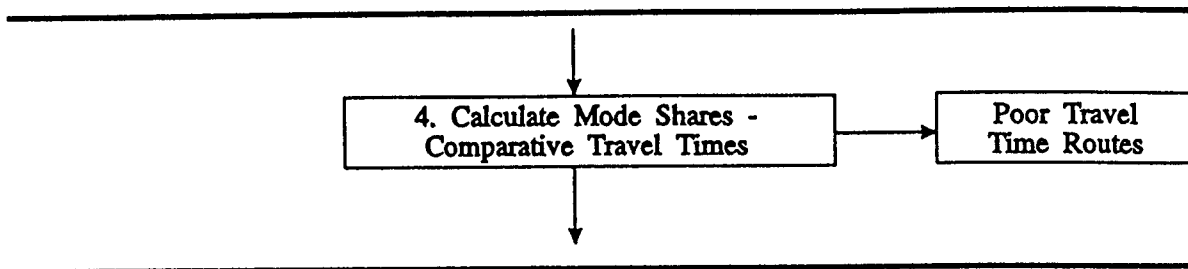 4. Calculate Mode Shares -
Comparative Travel Times
Poor Travel
Time Routes